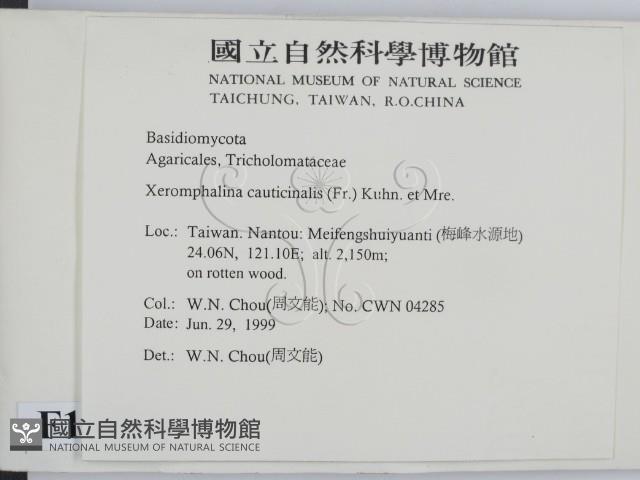 國立自然科學博物館
NATIONAL MUSEUM OF NATURAL SCIENCE
TAICHUNG, TAIWAN, R.O.CHINA
Basidiomycota
Agaricales, Tricholomataceae
Xeromphalina cauticinalis (Fr.) Kuhn. et Mre.
Loc.: Taiwan. Nantou: Meifengshuiyuanti (梅峰水源地)
24.06N, 121.10E; alt. 2,150m;
on rotten wood.
Col.: W.N. Chou(周文能); No. CWN 04285
Date: Jun. 29, 1999
Det.: W.N. Chou(周文能)
國立自然科學博物館
NATIONAL MUSEUM OF NATURAL SCIENCE